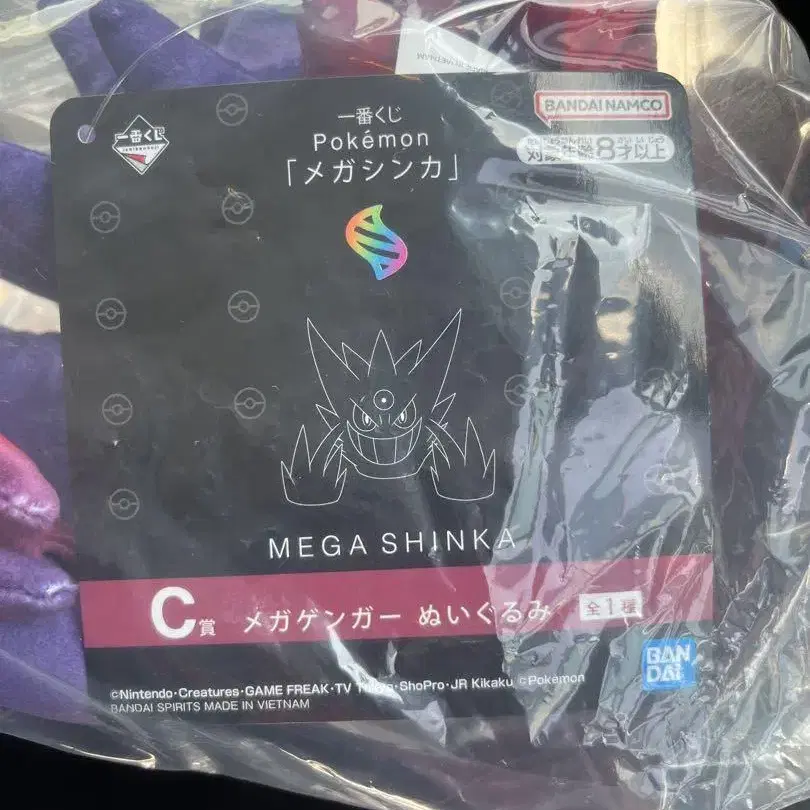 一番くじ
BANDAI NAMCO
一番くじ
Pokémon
「メガシンカ」
対象年齢8才以上
MEGA SHINKA
C賞 メガゲンガー ぬいぐるみ 全1種
BAN
DAI
©Nintendo・Creatures・GAME FREAK・TV Tokyo・ShoPro・JR Kikaku ©Pokémon
BANDAI SPIRITS MADE IN VIETNAM